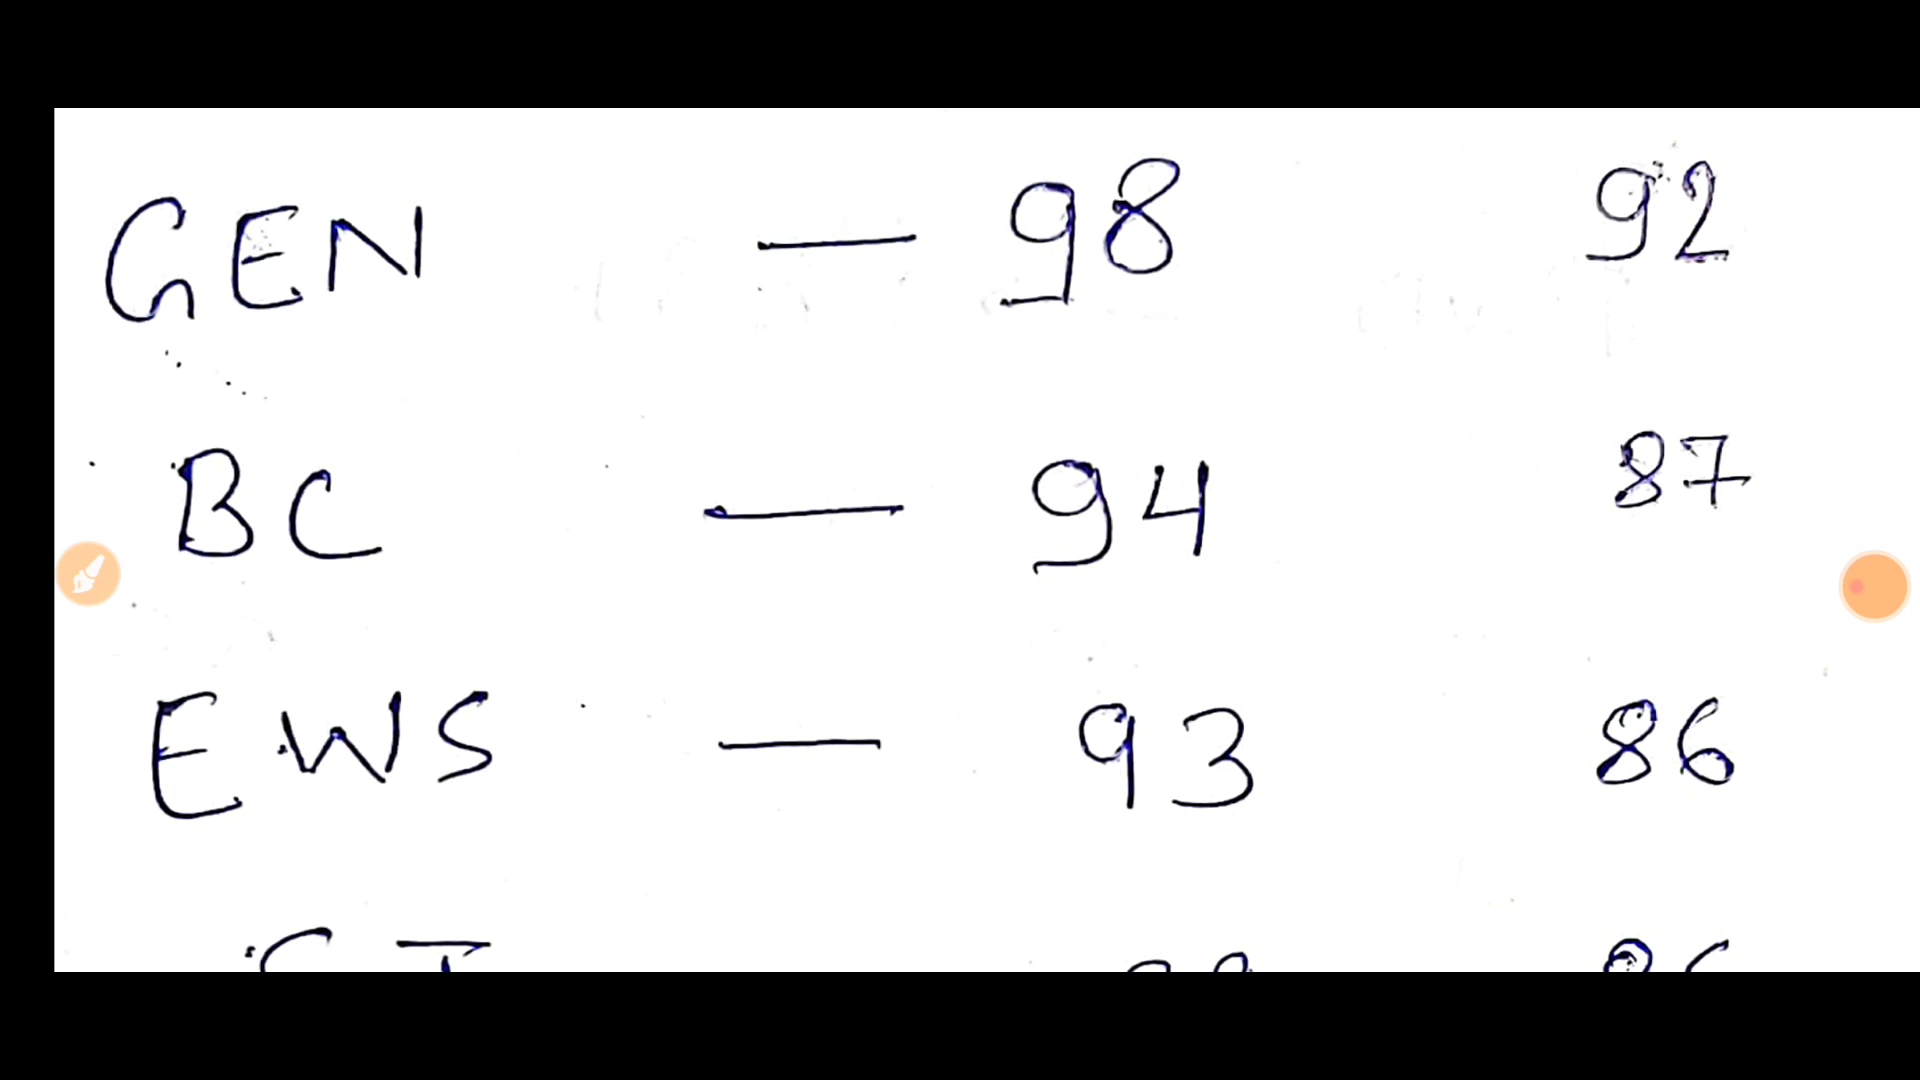 GEN — 98 92
BC — 94 87
EWS — 93 86